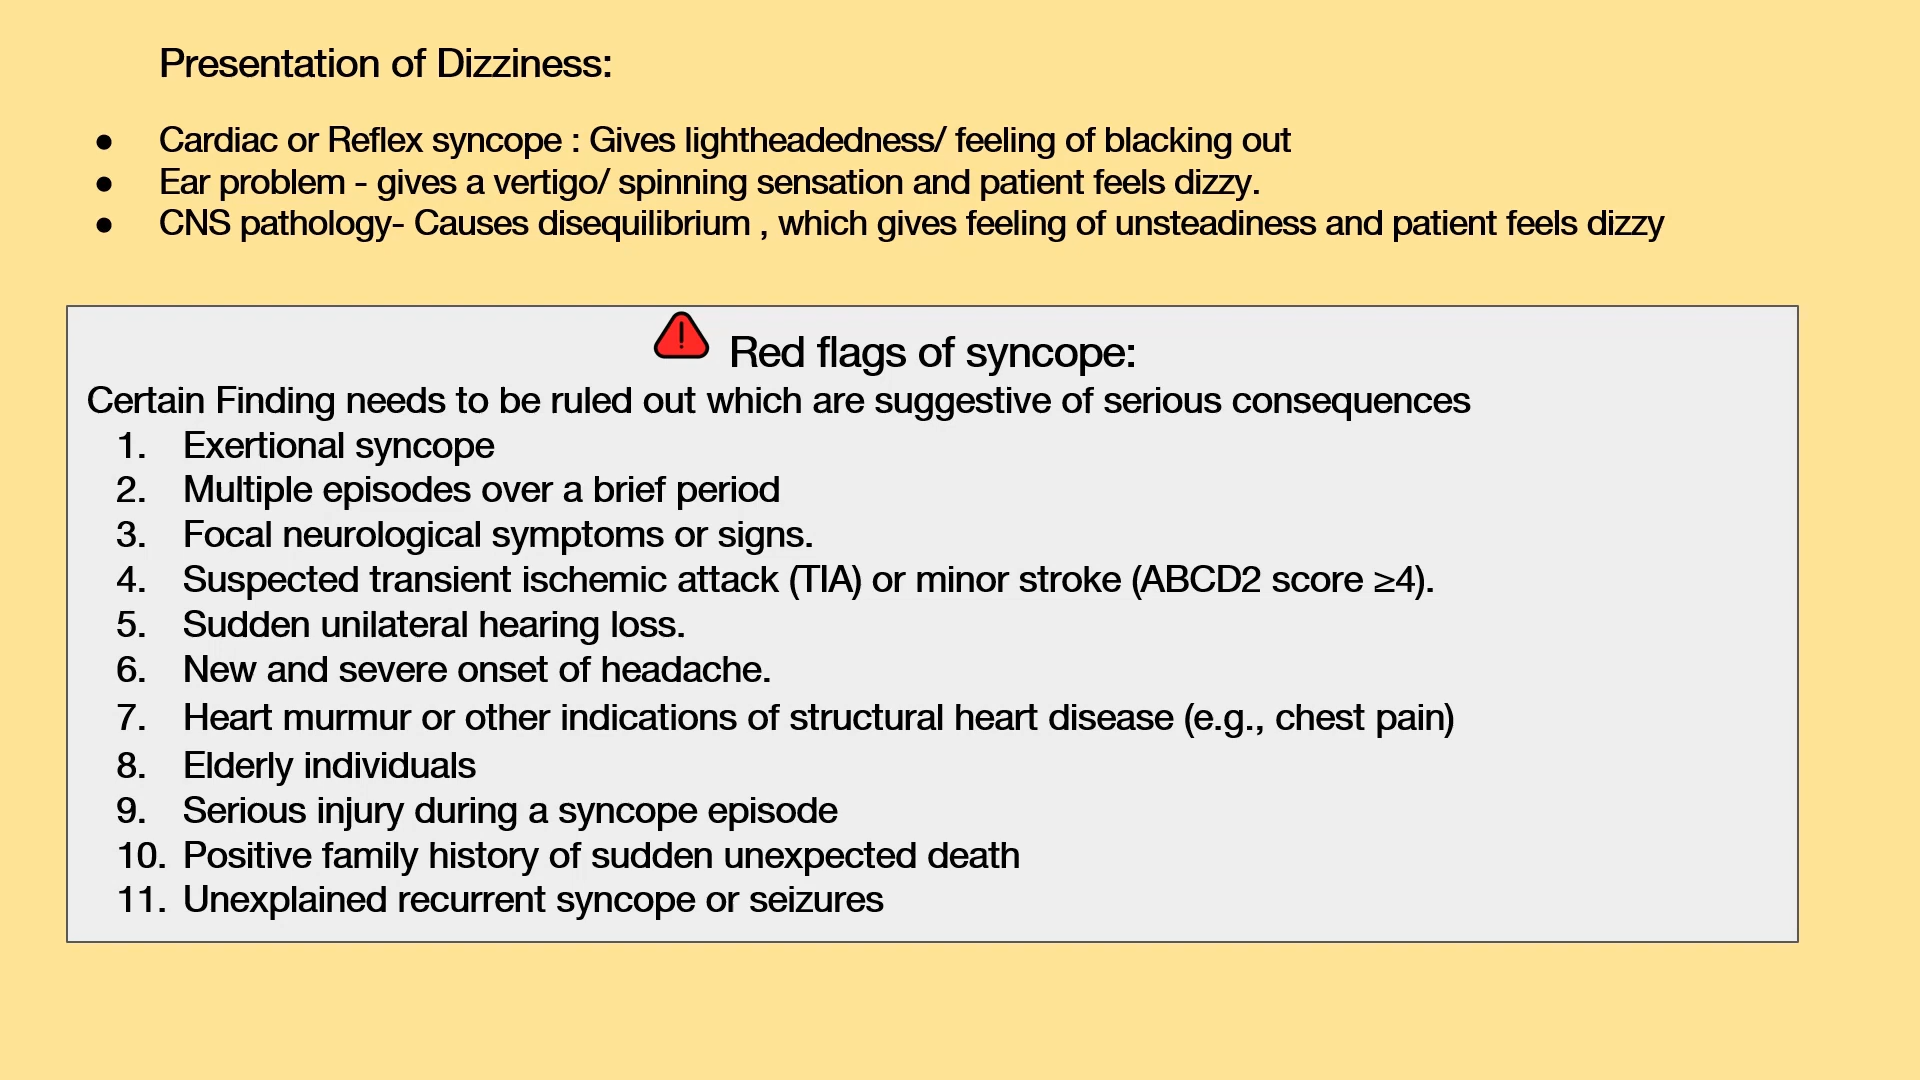 Presentation of Dizziness:
● Cardiac or Reflex syncope : Gives lightheadedness/ feeling of blacking out
● Ear problem - gives a vertigo/ spinning sensation and patient feels dizzy.
● CNS pathology- Causes disequilibrium , which gives feeling of unsteadiness and patient feels dizzy
Red flags of syncope:
Certain Finding needs to be ruled out which are suggestive of serious consequences
1. Exertional syncope
2. Multiple episodes over a brief period
3. Focal neurological symptoms or signs.
4. Suspected transient ischemic attack (TIA) or minor stroke (ABCD2 score ≥4).
5. Sudden unilateral hearing loss.
6. New and severe onset of headache.
7. Heart murmur or other indications of structural heart disease (e.g., chest pain)
8. Elderly individuals
9. Serious injury during a syncope episode
10. Positive family history of sudden unexpected death
11. Unexplained recurrent syncope or seizures